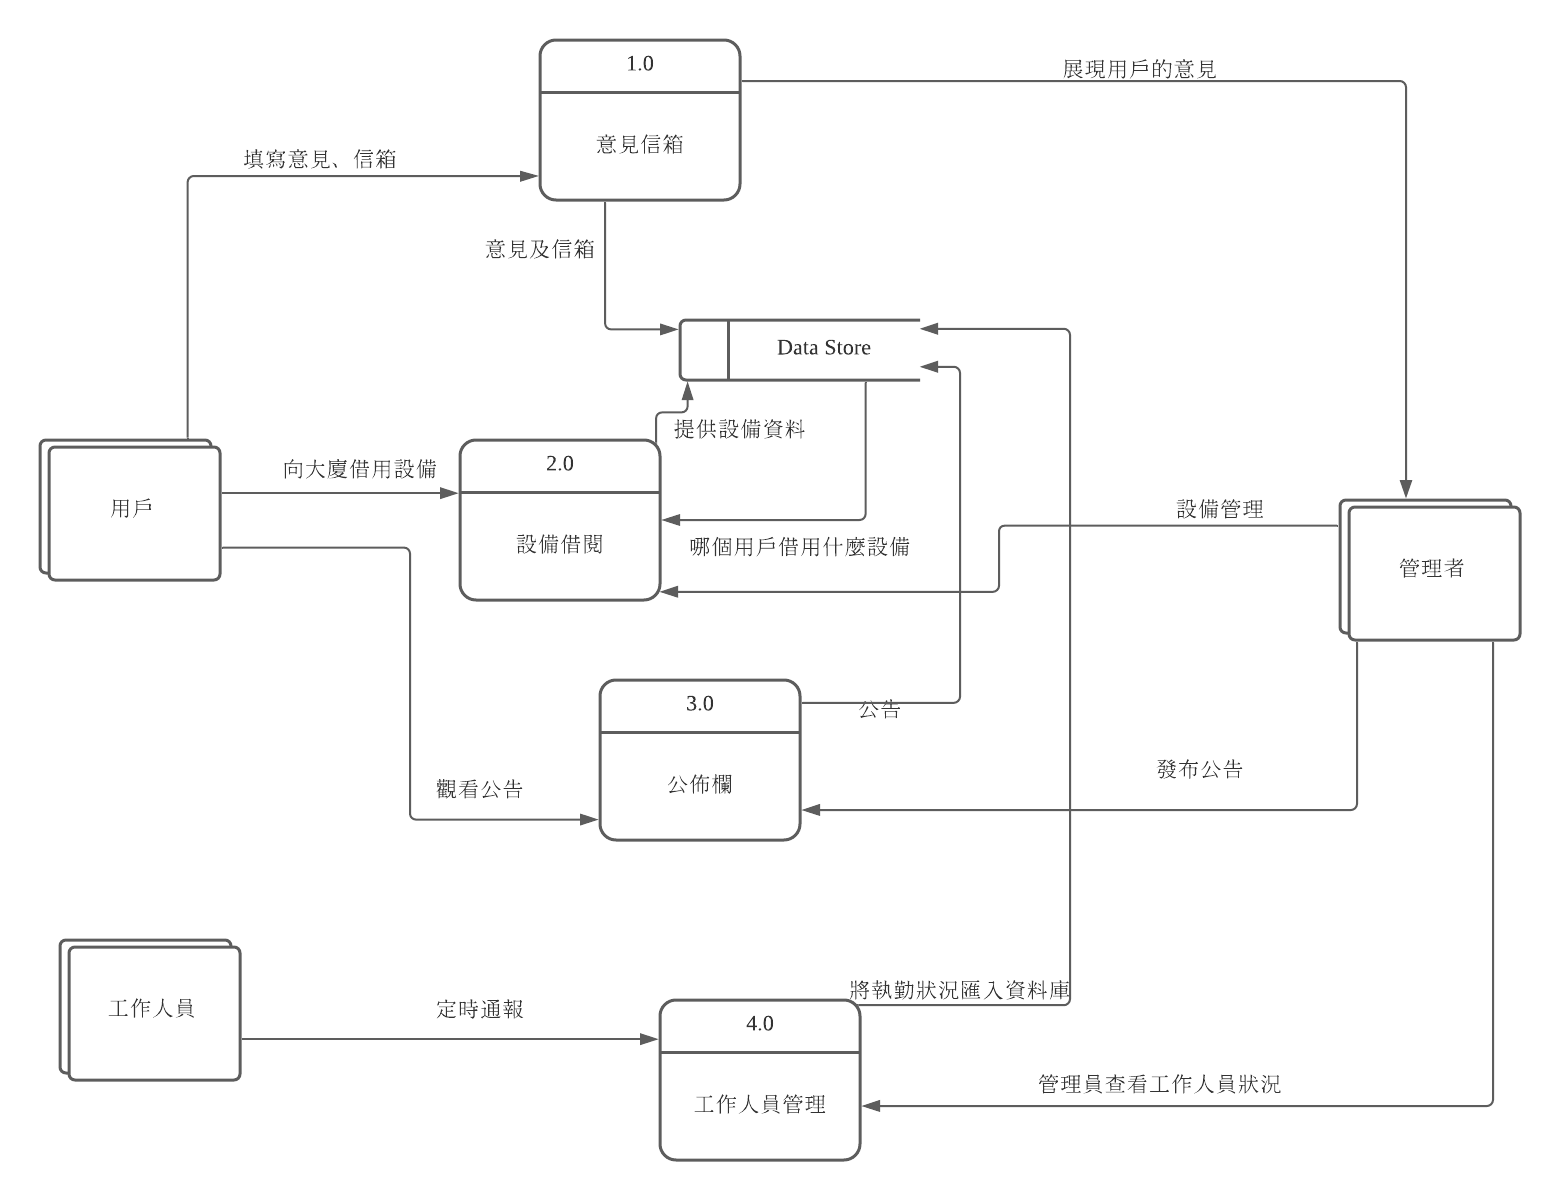 1.0
展現用戶的意見
意見信箱
填寫意見、信箱
意見及信箱
Data Store
提供設備資料
2.0
向大廈借用設備
用戶
設備管理
設備借閱
哪個用戶借用什麼設備
管理者
3.0
公告
公佈欄
發布公告
觀看公告
將執勤狀況匯入資料庫
工作人員
定時通報
4.0
管理員查看工作人員狀況
工作人員管理